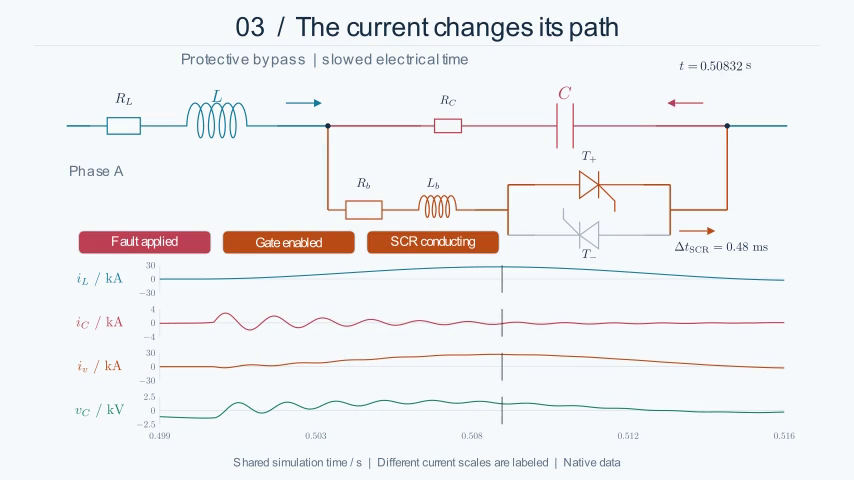 03 / The current changes its path
Protective bypass | slowed electrical time
t = 0.50832 s
R_L
L
R_C
C
T_+
Phase A
R_b
L_b
Fault applied
Gate enabled
SCR conducting
T_−
Δt_SCR = 0.48 ms
i_L / kA
30
0
−30
i_C / kA
4
0
−4
i_v / kA
30
0
−30
v_C / kV
2.5
0
−2.5
0.499 0.503 0.508 0.512 0.516
Shared simulation time / s | Different current scales are labeled | Native data